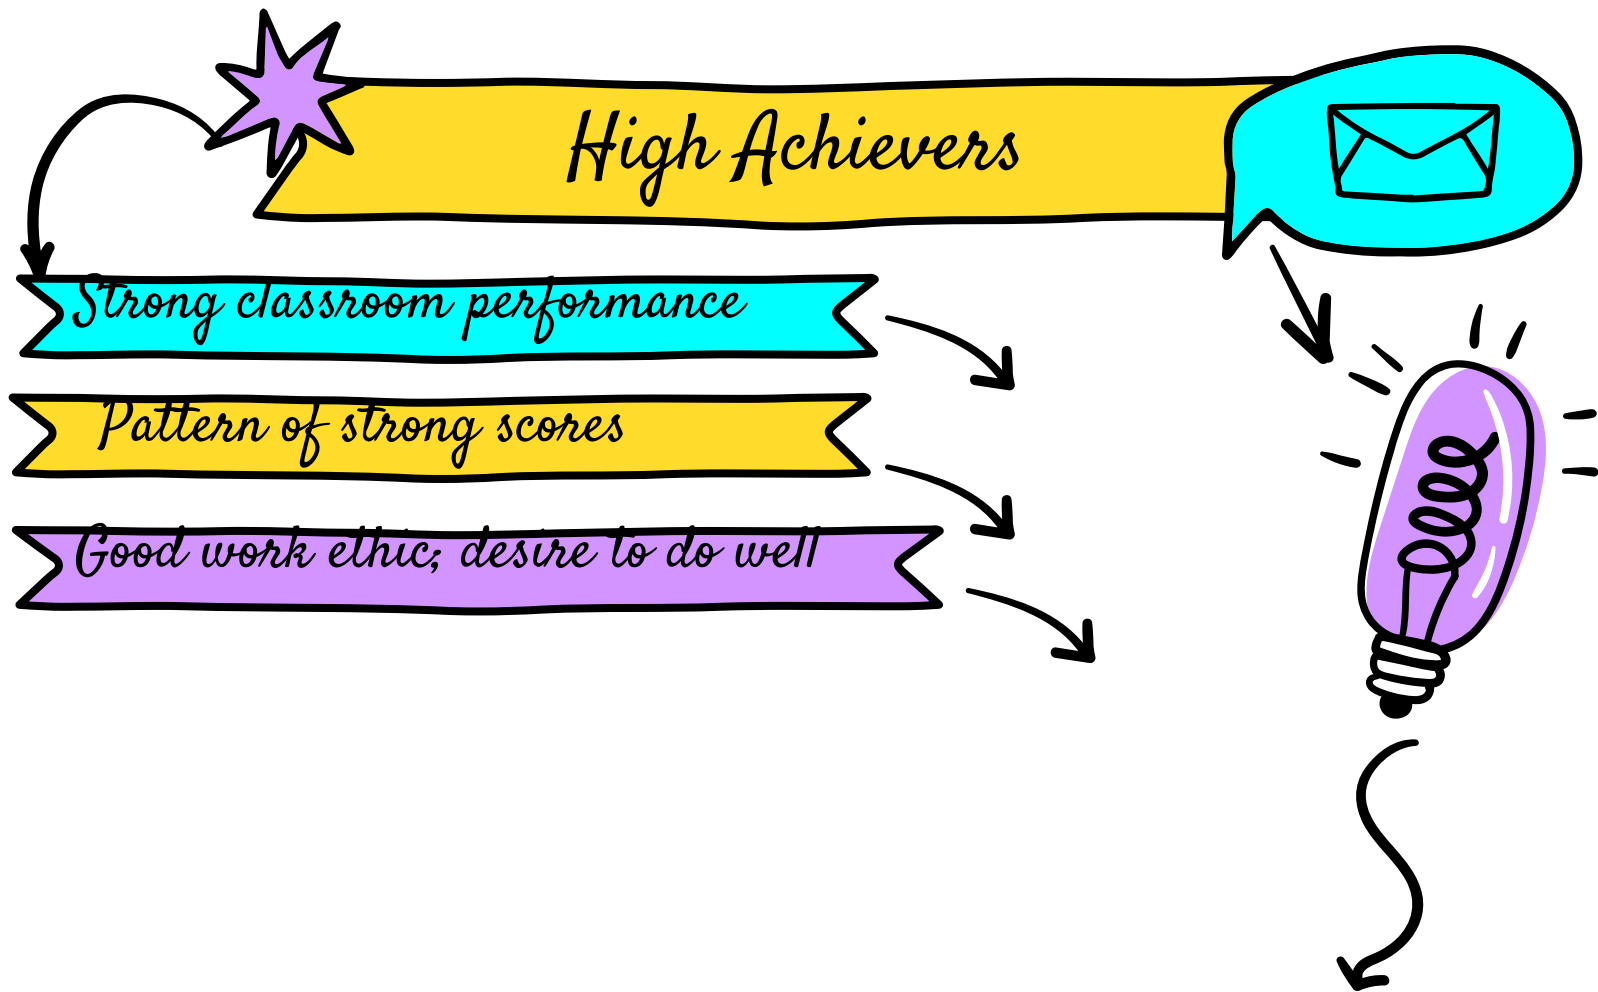 High Achievers
Strong classroom performance
Pattern of strong scores
Good work ethic; desire to do well